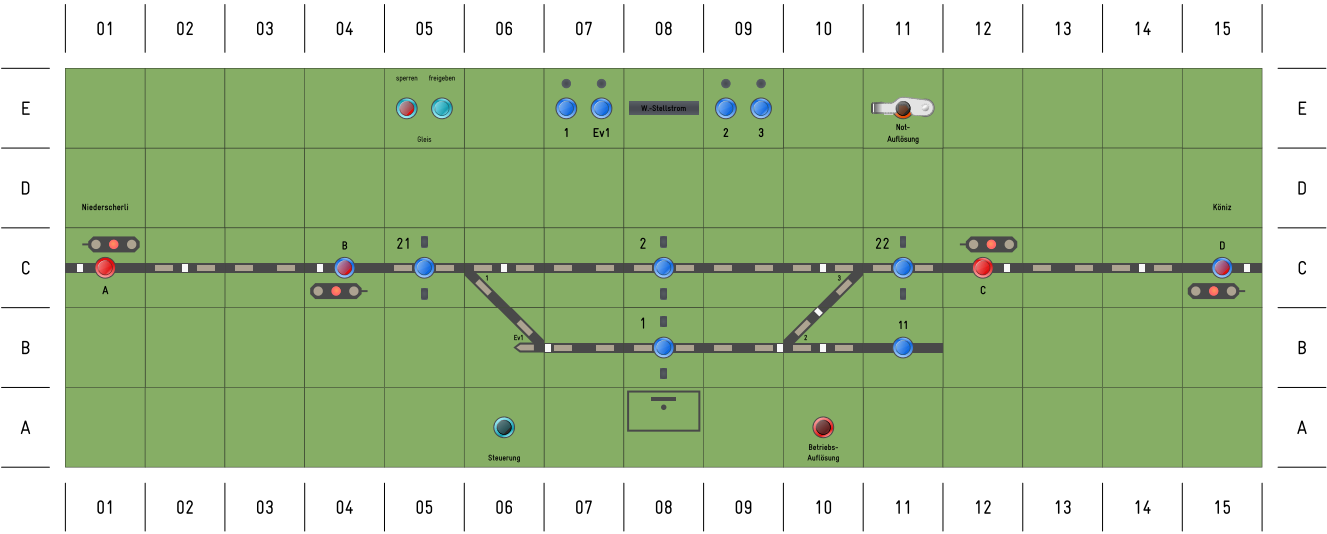 01 02 03 04 05 06 07 08 09 10 11 12 13 14 15
sperren freigeben
E W.-Stellstrom E
1 Ev1 2 3
Not-
Auflösung
Gleis
D D
Niederscherli Köniz
21 2 22
B D
C C
A C
1 3
1 11
Ev1 2
B B
A A
Betriebs-
Steuerung Auflösung
01 02 03 04 05 06 07 08 09 10 11 12 13 14 15